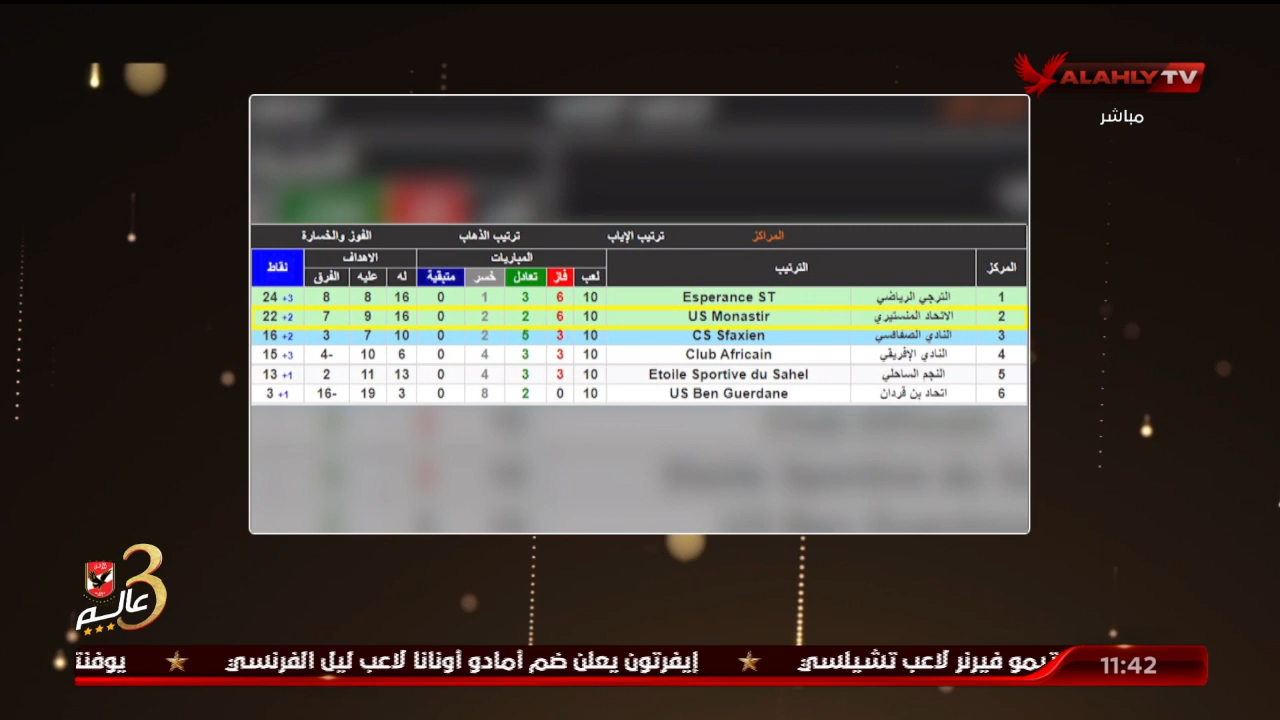 ALAHLY TV
مباشر
المراكز ترتيب الإياب ترتيب الذهاب الفوز والخسارة
المركز الترتيب المباريات الاهداف نقاط
لعب فاز تعادل خسر متبقية له عليه الفرق
1 الترجي الرياضي Esperance ST 10 6 3 1 0 16 8 8 24 +3
2 الاتحاد المنستيري US Monastir 10 6 2 2 0 16 9 7 22 +2
3 النادي الصفاقسي CS Sfaxien 10 3 5 2 0 10 7 3 16 +2
4 النادي الإفريقي Club Africain 10 3 3 4 0 6 10 -4 15 +3
5 النجم الساحلي Etoile Sportive du Sahel 10 3 3 4 0 13 11 2 13 +1
6 اتحاد بن قردان US Ben Guerdane 10 0 2 8 0 3 19 -16 3 +1
3 عالم
11:42 تيمو فيرنر لاعب تشيلسي ★ إيفرتون يعلن ضم أمادو أونانا لاعب ليل الفرنسي ★